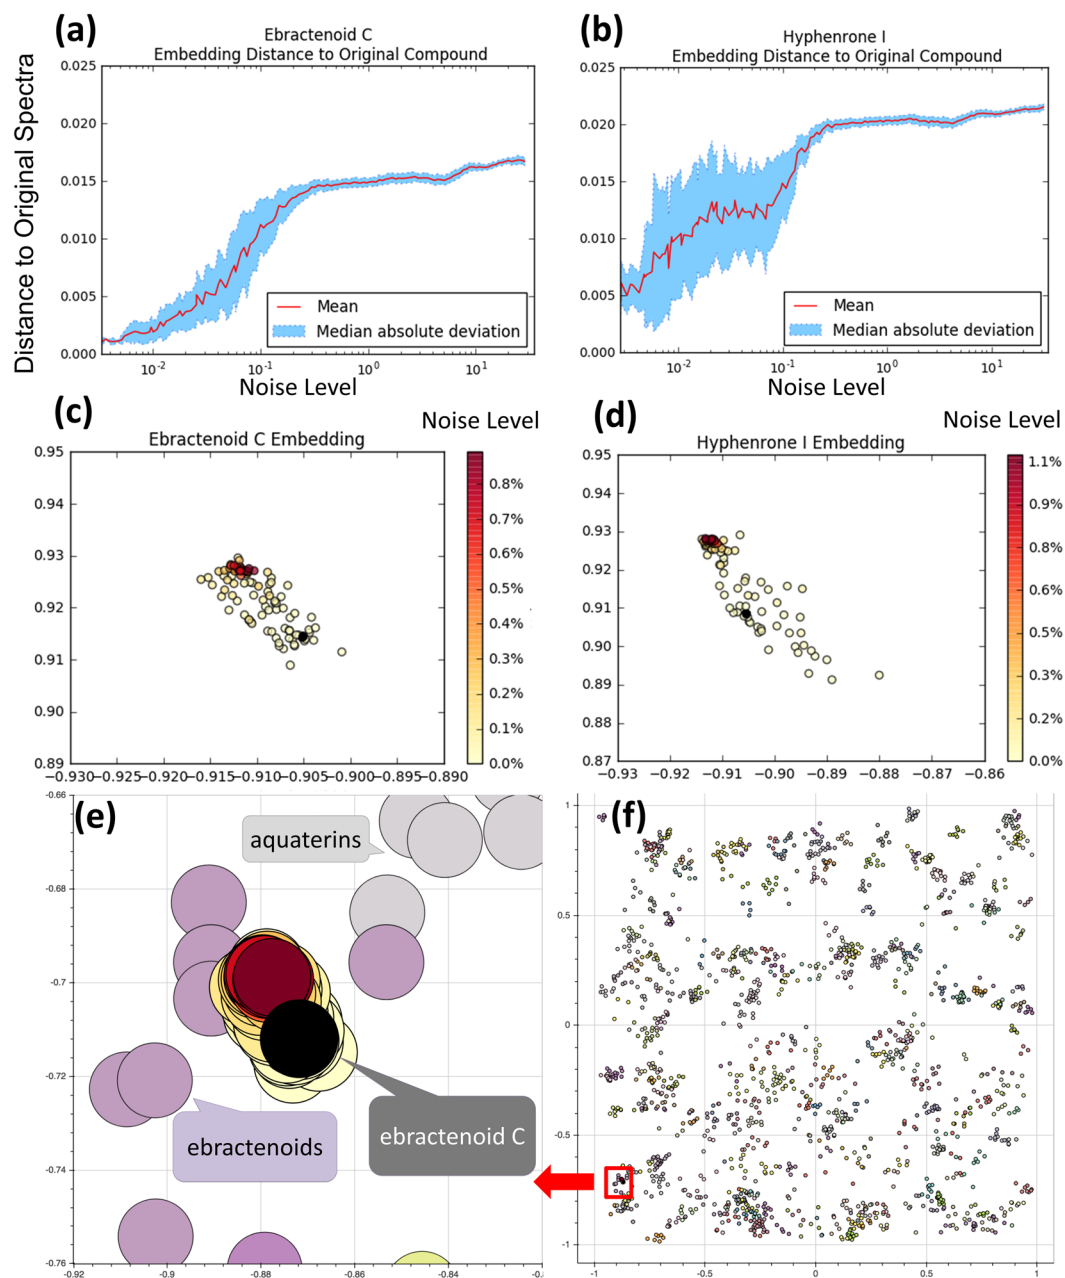 (a)
Ebractenoid C
Embedding Distance to Original Compound
(b)
Hyphenrone I
Embedding Distance to Original Compound
Distance to Original Spectra
0.025
0.020
0.015
0.010
0.005
0.000
Mean
Median absolute deviation
10-2
10-1
100
101
Noise Level
0.025
0.020
0.015
0.010
0.005
0.000
Mean
Median absolute deviation
10-2
10-1
100
101
Noise Level
(c)
Noise Level
Ebractenoid C Embedding
0.95
0.94
0.93
0.92
0.91
0.90
0.89
−0.930 −0.925 −0.920 −0.915 −0.910 −0.905 −0.900 −0.895 −0.890
0.8%
0.7%
0.6%
0.5%
0.4%
0.3%
0.2%
0.1%
0.0%
(d)
Noise Level
Hyphenrone I Embedding
0.95
0.94
0.93
0.92
0.91
0.90
0.89
0.88
0.87
−0.93 −0.92 −0.91 −0.90 −0.89 −0.88 −0.87 −0.86
1.1%
0.9%
0.8%
0.6%
0.5%
0.3%
0.2%
0.0%
(e)
-0.66
-0.68
-0.7
-0.72
-0.74
-0.76
-0.92 -0.9 -0.88 -0.86 -0.84
aquaterins
ebractenoids
ebractenoid C
(f)
1
0.5
0
-0.5
-1
-1 -0.5 0 0.5 1